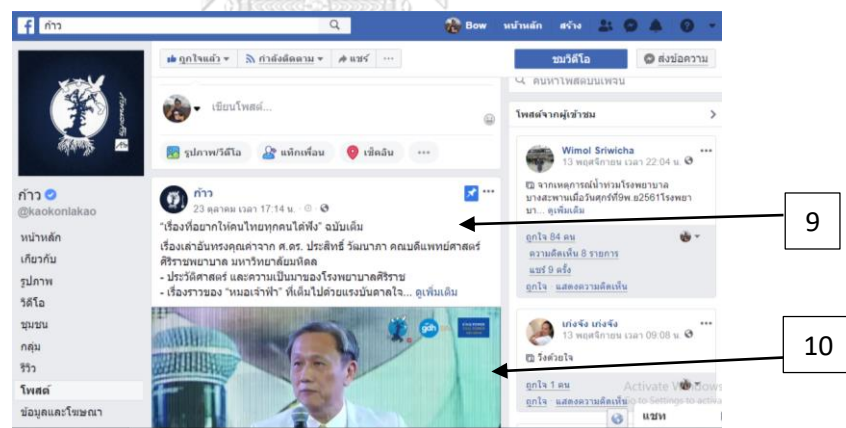 ก้าว
Bow
หน้าหลัก
สร้าง
ถูกใจแล้ว
กำลังติดตาม
แชร์
ชมวิดีโอ
ส่งข้อความ
ค้นหาโพสต์บนเพจนี้
เขียนโพสต์...
รูปภาพ/วิดีโอ
แท็กเพื่อน
เช็คอิน
ก้าว
@kaokonlakao
หน้าหลัก
เกี่ยวกับ
รูปภาพ
วิดีโอ
ชุมชน
กลุ่ม
รีวิว
โพสต์
ข้อมูลและโฆษณา
ก้าว
23 ตุลาคม เวลา 17:14 น.
"เรื่องที่อยากให้คนไทยทุกคนได้ฟัง" ฉบับเต็ม
เรื่องเล่าอันทรงคุณค่าจาก ศ.ดร. ประสิทธิ์ วัฒนาภา คณบดีแพทย์ศาสตร์
ศิริราชพยาบาล มหาวิทยาลัยมหิดล
- ประวัติศาสตร์ และความเป็นมาของโรงพยาบาลศิริราช
- เรื่องราวของ "หมอเจ้าฟ้า" ที่เต็มไปด้วยแรงบันดาลใจ... ดูเพิ่มเติม
gdh
โพสต์จากผู้เข้าชม
Wimol Sriwicha
13 พฤศจิกายน เวลา 22:04 น.
จากเหตุการณ์น้ำท่วมโรงพยาบาล
บางสะพานเมื่อวันศุกร์ที่9พ.ย2561โรงพยา
บา... ดูเพิ่มเติม
ถูกใจ 84 คน
ความคิดเห็น 8 รายการ
แชร์ 9 ครั้ง
ถูกใจ · แสดงความคิดเห็น
เก่งจัง เก่งจัง
13 พฤศจิกายน เวลา 09:08 น.
วิ่งด้วยใจ
ถูกใจ 1 คน
ถูกใจ · แสดงความคิดเห็น
Activate Windows
Go to Settings to activa
แชท
9
10